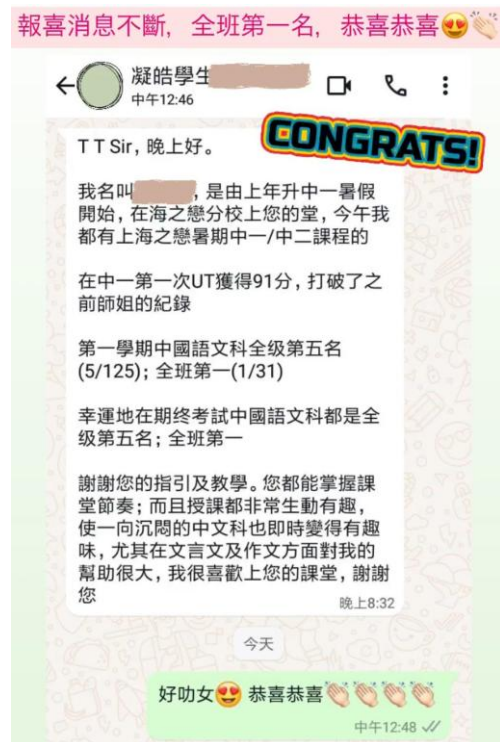 報喜消息不斷，全班第一名，恭喜恭喜😍👏🏻
凝皓學生
中午12:46
CONGRATS!
T T Sir，晚上好。
我名叫 ，是由上年升中一暑假
開始，在海之戀分校上您的堂，今午我
都有上海之戀暑期中一/中二課程的
在中一第一次UT獲得91分，打破了之
前師姐的紀錄
第一學期中國語文科全级第五名
(5/125)；全班第一(1/31)
幸運地在期终考試中國語文科都是全
级第五名；全班第一
謝謝您的指引及教學。您都能掌握課
堂節奏；而且授課都非常生動有趣，
使一向沉悶的中文科也即時變得有趣
味，尤其在文言文及作文方面對我的
幫助很大，我很喜歡上您的課堂，謝謝
您
晚上8:32
今天
好叻女😍 恭喜恭喜👏🏻👏🏻👏🏻👏🏻
中午12:48